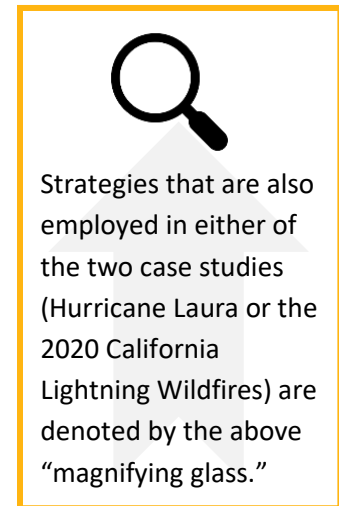 Strategies that are also
employed in either of
the two case studies
(Hurricane Laura or the
2020 California
Lightning Wildfires) are
denoted by the above
“magnifying glass.”